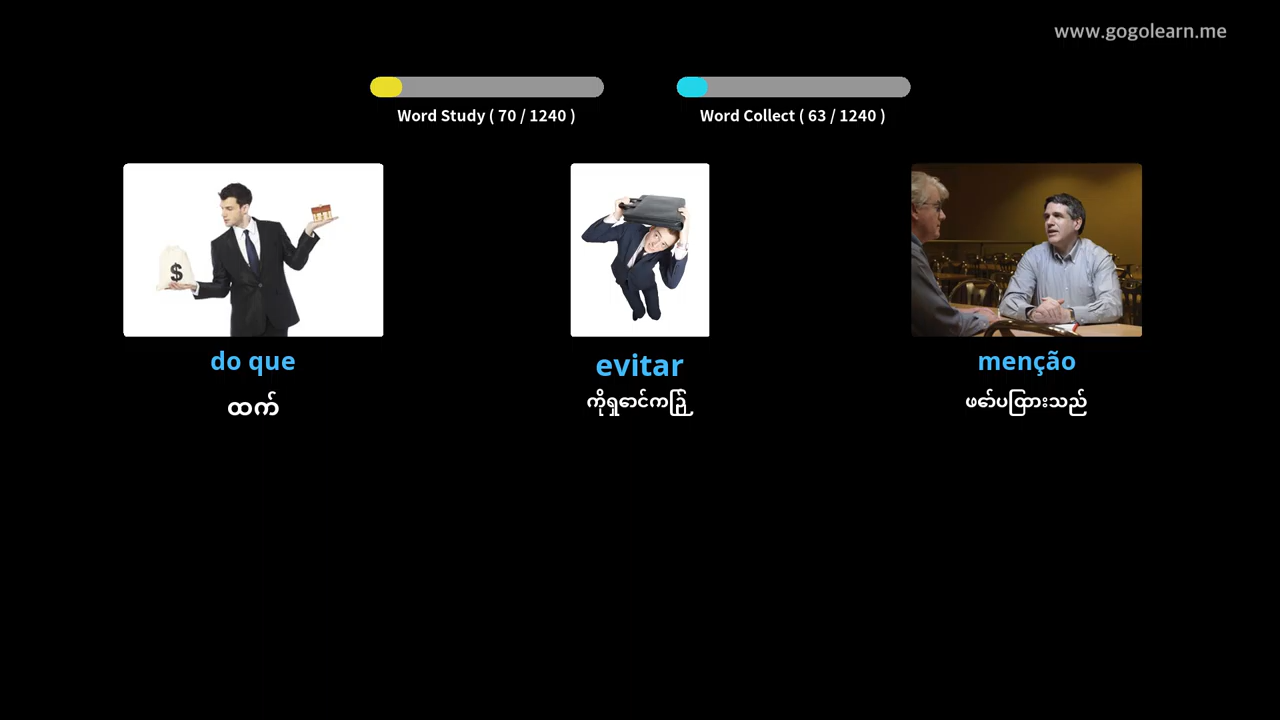 www.gogolearn.me
Word Study ( 70 / 1240 )
Word Collect ( 63 / 1240 )
$
do que
evitar
menção
ထက်
ကိုရှောင်ကြဉ်
ဖော်ပြထားသည်